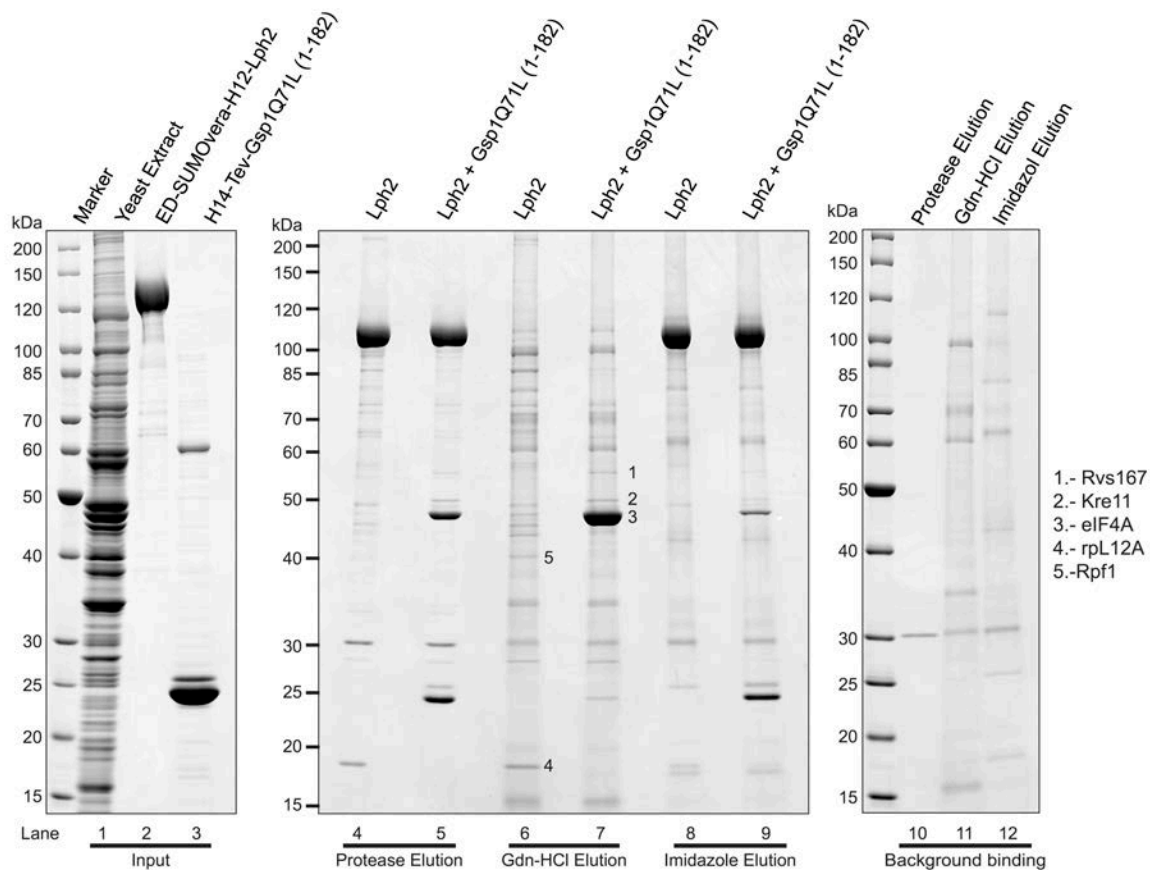 Marker
Yeast Extract
ED-SUMOvera-H12-Lph2
H14-Tev-Gsp1Q71L (1-182)
kDa
200
150
120
100
85
70
60
50
40
30
25
20
15
Lane 1 2 3
Input
Lph2
Lph2 + Gsp1Q71L (1-182)
Lph2
Lph2 + Gsp1Q71L (1-182)
Lph2
Lph2 + Gsp1Q71L (1-182)
kDa
200
150
120
100
85
70
60
50
40
30
25
20
15
1
2
3
5
4
4 5 6 7 8 9
Protease Elution Gdn-HCl Elution Imidazole Elution
Protease Elution
Gdn-HCl Elution
Imidazol Elution
kDa
200
150
120
100
85
70
60
50
40
30
25
20
15
10 11 12
Background binding
1.- Rvs167
2.- Kre11
3.- eIF4A
4.- rpL12A
5.-Rpf1